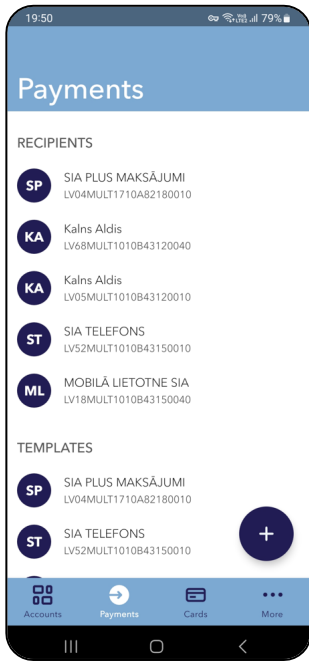 19:50
79%
Payments
RECIPIENTS
SP
SIA PLUS MAKSĀJUMI
LV04MULT1710A82180010
KA
Kalns Aldis
LV68MULT1010B43120040
KA
Kalns Aldis
LV05MULT1010B43120010
ST
SIA TELEFONS
LV52MULT1010B43150010
ML
MOBILĀ LIETOTNE SIA
LV18MULT1010B43150040
TEMPLATES
SP
SIA PLUS MAKSĀJUMI
LV04MULT1710A82180010
ST
SIA TELEFONS
LV52MULT1010B43150010
+
Accounts Payments Cards More